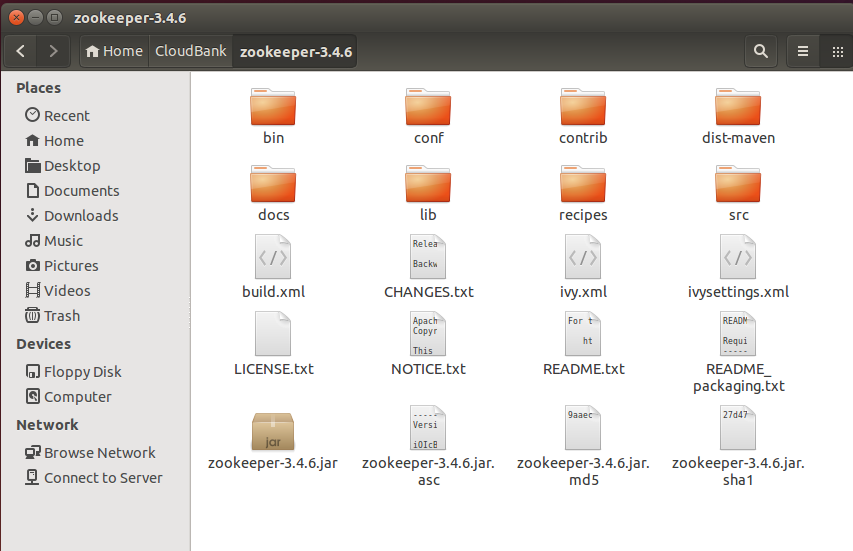 zookeeper-3.4.6
Home
CloudBank
zookeeper-3.4.6
Places
Recent
Home
Desktop
Documents
Downloads
Music
Pictures
Videos
Trash
Devices
Floppy Disk
Computer
Network
Browse Network
Connect to Server
bin
conf
contrib
dist-maven
docs
lib
recipes
src
</>
build.xml
Relea
Backw
CHANGES.txt
</>
ivy.xml
</>
ivysettings.xml
LICENSE.txt
Apach
Copyr
This
NOTICE.txt
For t
ht
README.txt
READM
Requi
-----
README_
packaging.txt
jar
zookeeper-3.4.6.jar
-----
Versi
iQIcB
zookeeper-3.4.6.jar.
asc
9aaec
zookeeper-3.4.6.jar.
md5
27d47
zookeeper-3.4.6.jar.
sha1